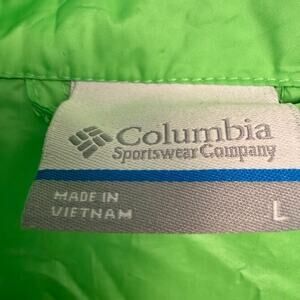 Columbia
Sportswear Company
MADE IN
VIETNAM
L